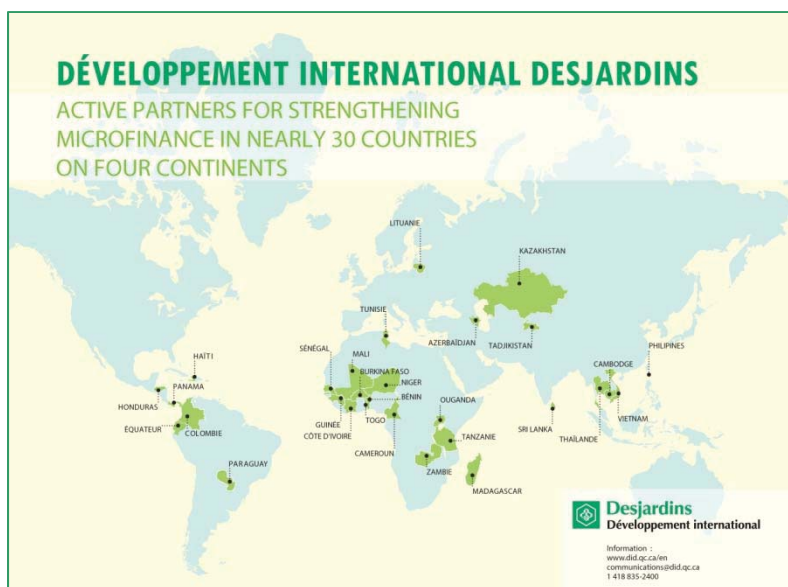 DÉVELOPPEMENT INTERNATIONAL DESJARDINS
ACTIVE PARTNERS FOR STRENGTHENING
MICROFINANCE IN NEARLY 30 COUNTRIES
ON FOUR CONTINENTS
LITUANIE
KAZAKHSTAN
TUNISIE
AZERBAÏDJAN
TADJIKISTAN
PHILIPINES
HAÏTI
SÉNÉGAL
MALI
BURKINA FASO
CAMBODGE
PANAMA
NIGER
HONDURAS
BÉNIN
OUGANDA
ÉQUATEUR
COLOMBIE
GUINÉE
TOGO
CÔTE D'IVOIRE
TANZANIE
SRI LANKA
VIETNAM
THAÏLANDE
CAMEROUN
PARAGUAY
ZAMBIE
MADAGASCAR
Desjardins
Développement international
Information :
www.did.qc.ca/en
communications@did.qc.ca
1 418 835-2400